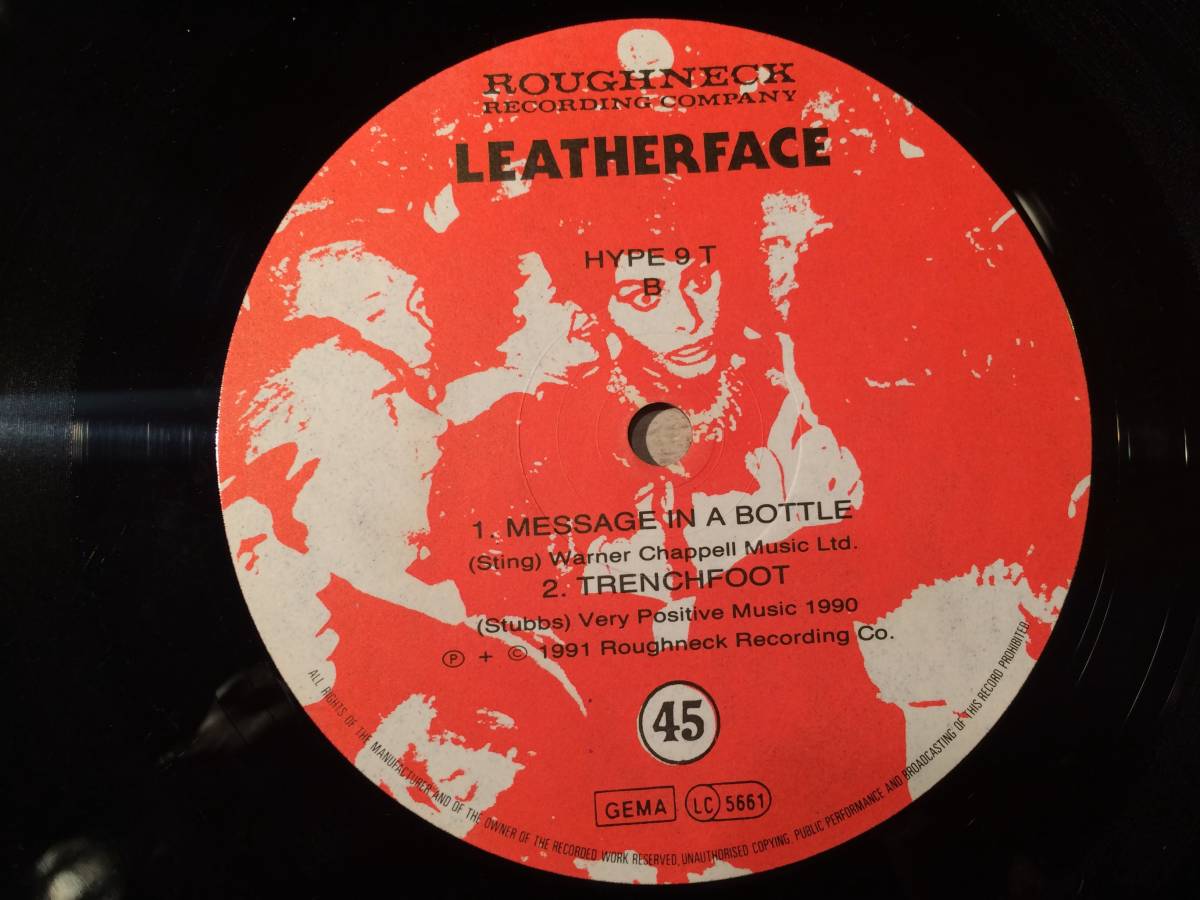 ROUGHNECK
RECORDING COMPANY
LEATHERFACE
HYPE 9 T
B
1. MESSAGE IN A BOTTLE
(Sting) Warner Chappell Music Ltd.
2. TRENCHFOOT
(Stubbs) Very Positive Music 1990
℗ + © 1991 Roughneck Recording Co.
45
GEMA LC 5661
ALL RIGHTS OF THE MANUFACTURER AND OF THE OWNER OF THE RECORDED WORK RESERVED, UNAUTHORISED COPYING, PUBLIC PERFORMANCE AND BROADCASTING OF THIS RECORD PROHIBITED